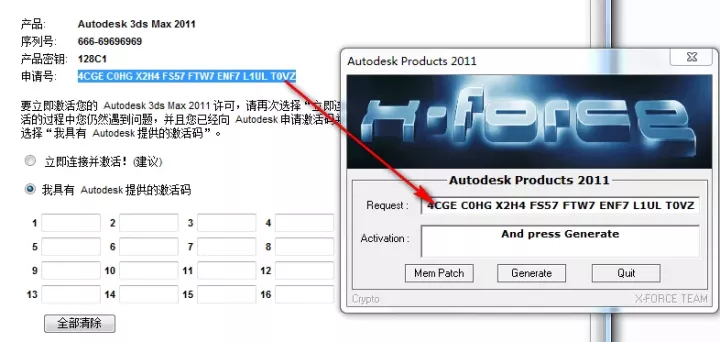 产品: Autodesk 3ds Max 2011
序列号: 666-69696969
产品密钥: 128C1
申请号: 4CGE C0HG X2H4 FS57 FTW7 ENF7 L1UL T0VZ
要立即激活您的 Autodesk 3ds Max 2011 许可,请再次选择“立即连
活的过程中您仍然遇到问题,并且您已经向 Autodesk 申请激活码并
选择“我具有 Autodesk 提供的激活码”。
立即连接并激活! (建议)
我具有 Autodesk 提供的激活码
1 2 3 4
5 6 7 8
9 10 11 12
13 14 15 16
全部清除
Autodesk Products 2011
X-force
Autodesk Products 2011
Request : 4CGE C0HG X2H4 FS57 FTW7 ENF7 L1UL T0VZ
Activation : And press Generate
Mem Patch Generate Quit
Crypto X-FORCE TEAM